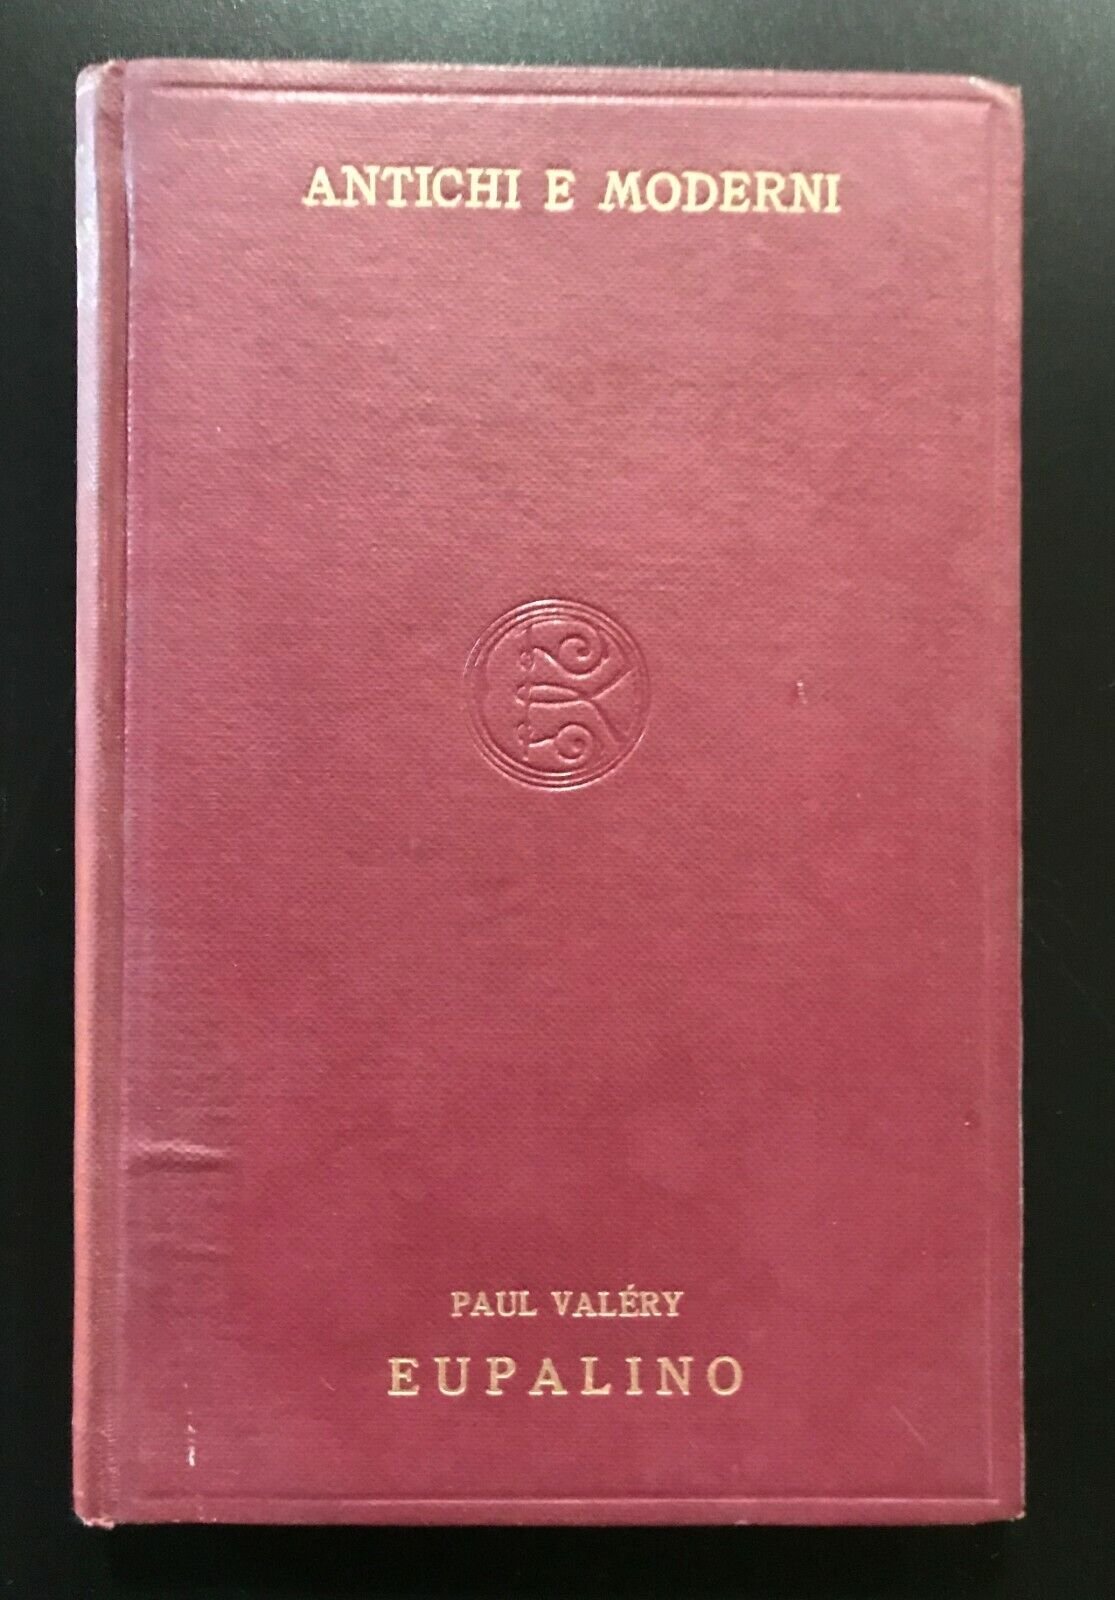 ANTICHI E MODERNI
PAUL VALÉRY
EUPALINO